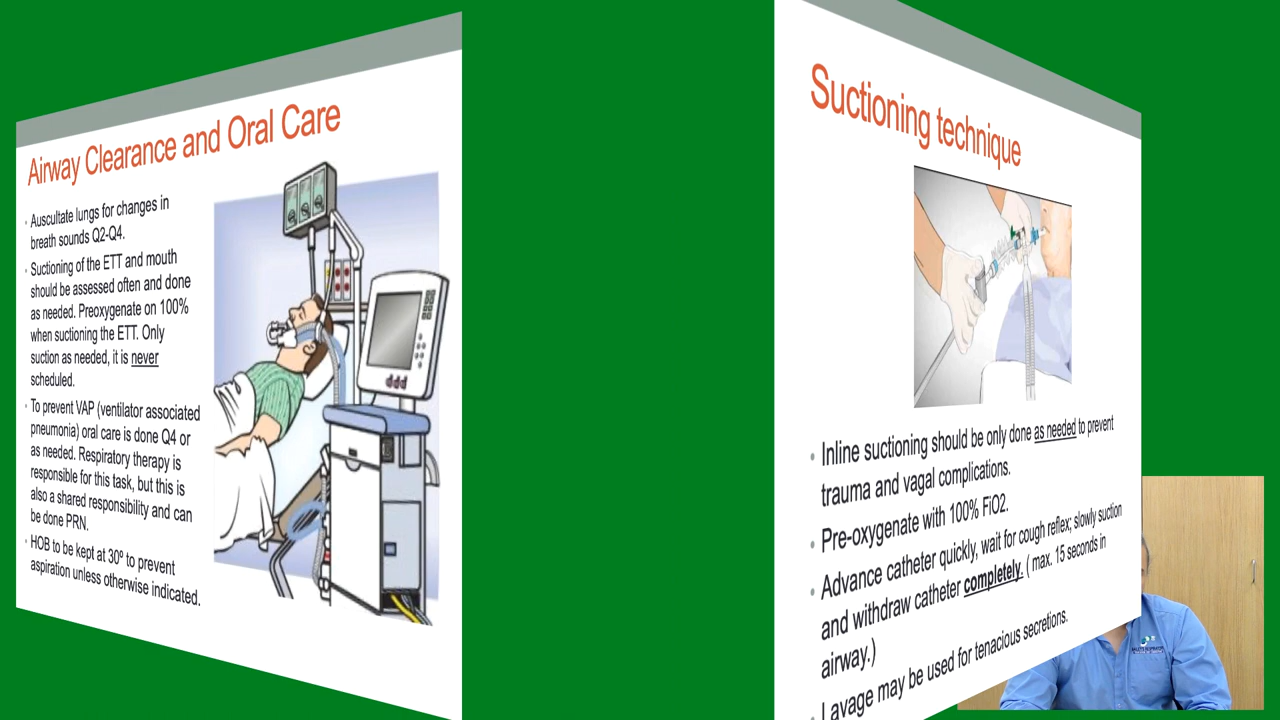 Airway Clearance and Oral Care
Auscultate lungs for changes in
breath sounds Q2-Q4.
Suctioning of the ETT and mouth
should be assessed often and done
as needed. Preoxygenate on 100%
when suctioning the ETT. Only
suction as needed, it is never
scheduled.
To prevent VAP (ventilator associated
pneumonia) oral care is done Q4 or
as needed. Respiratory therapy is
responsible for this task, but this is
also a shared responsibility and can
be done PRN.
HOB to be kept at 30º to prevent
aspiration unless otherwise indicated.
Suctioning technique
Inline suctioning should be only done as needed to prevent
trauma and vagal complications.
Pre-oxygenate with 100% FiO2.
Advance catheter quickly, wait for cough reflex; slowly suction
and withdraw catheter completely. ( max. 15 seconds in
airway.)
Lavage may be used for tenacious secretions.